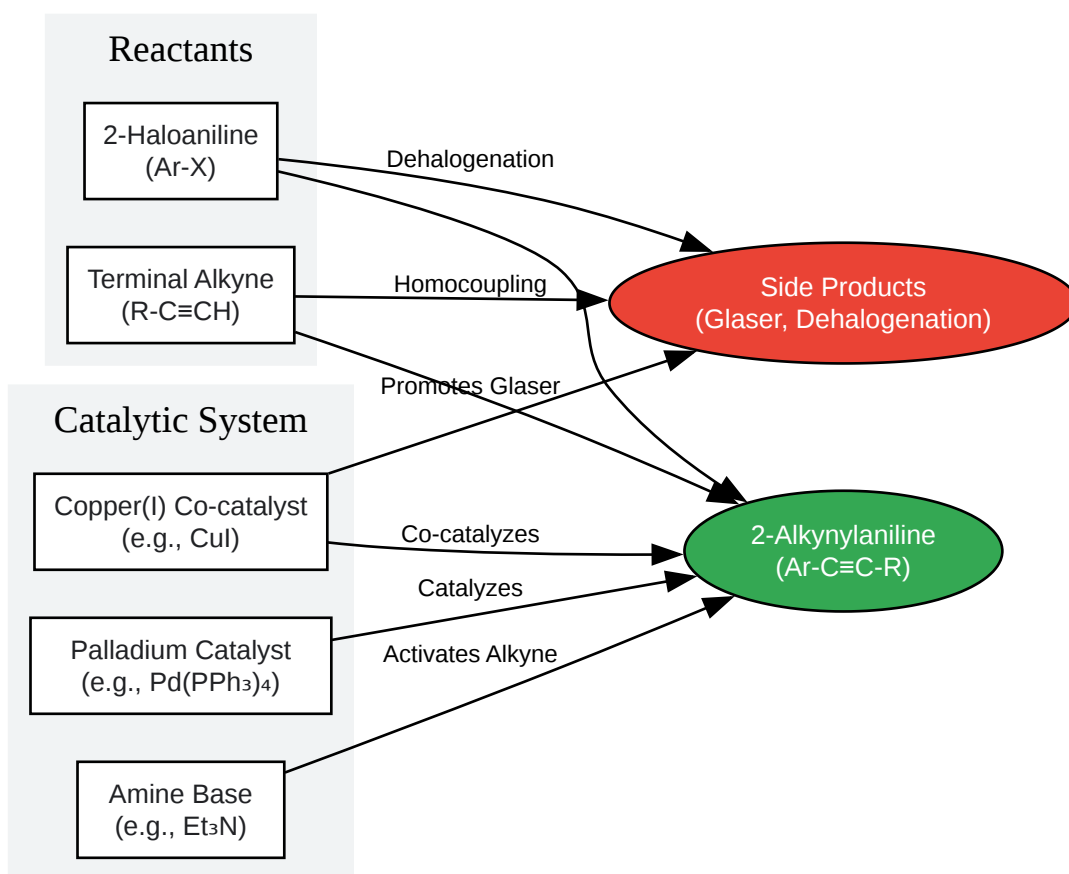 Reactants
2-Haloaniline
(Ar-X)
Terminal Alkyne
(R-C≡CH)
Catalytic System
Copper(I) Co-catalyst
(e.g., CuI)
Palladium Catalyst
(e.g., Pd(PPh₃)₄)
Amine Base
(e.g., Et₃N)
Dehalogenation
Homocoupling
Promotes Glaser
Co-catalyzes
Catalyzes
Activates Alkyne
Side Products
(Glaser, Dehalogenation)
2-Alkynylaniline
(Ar-C≡C-R)